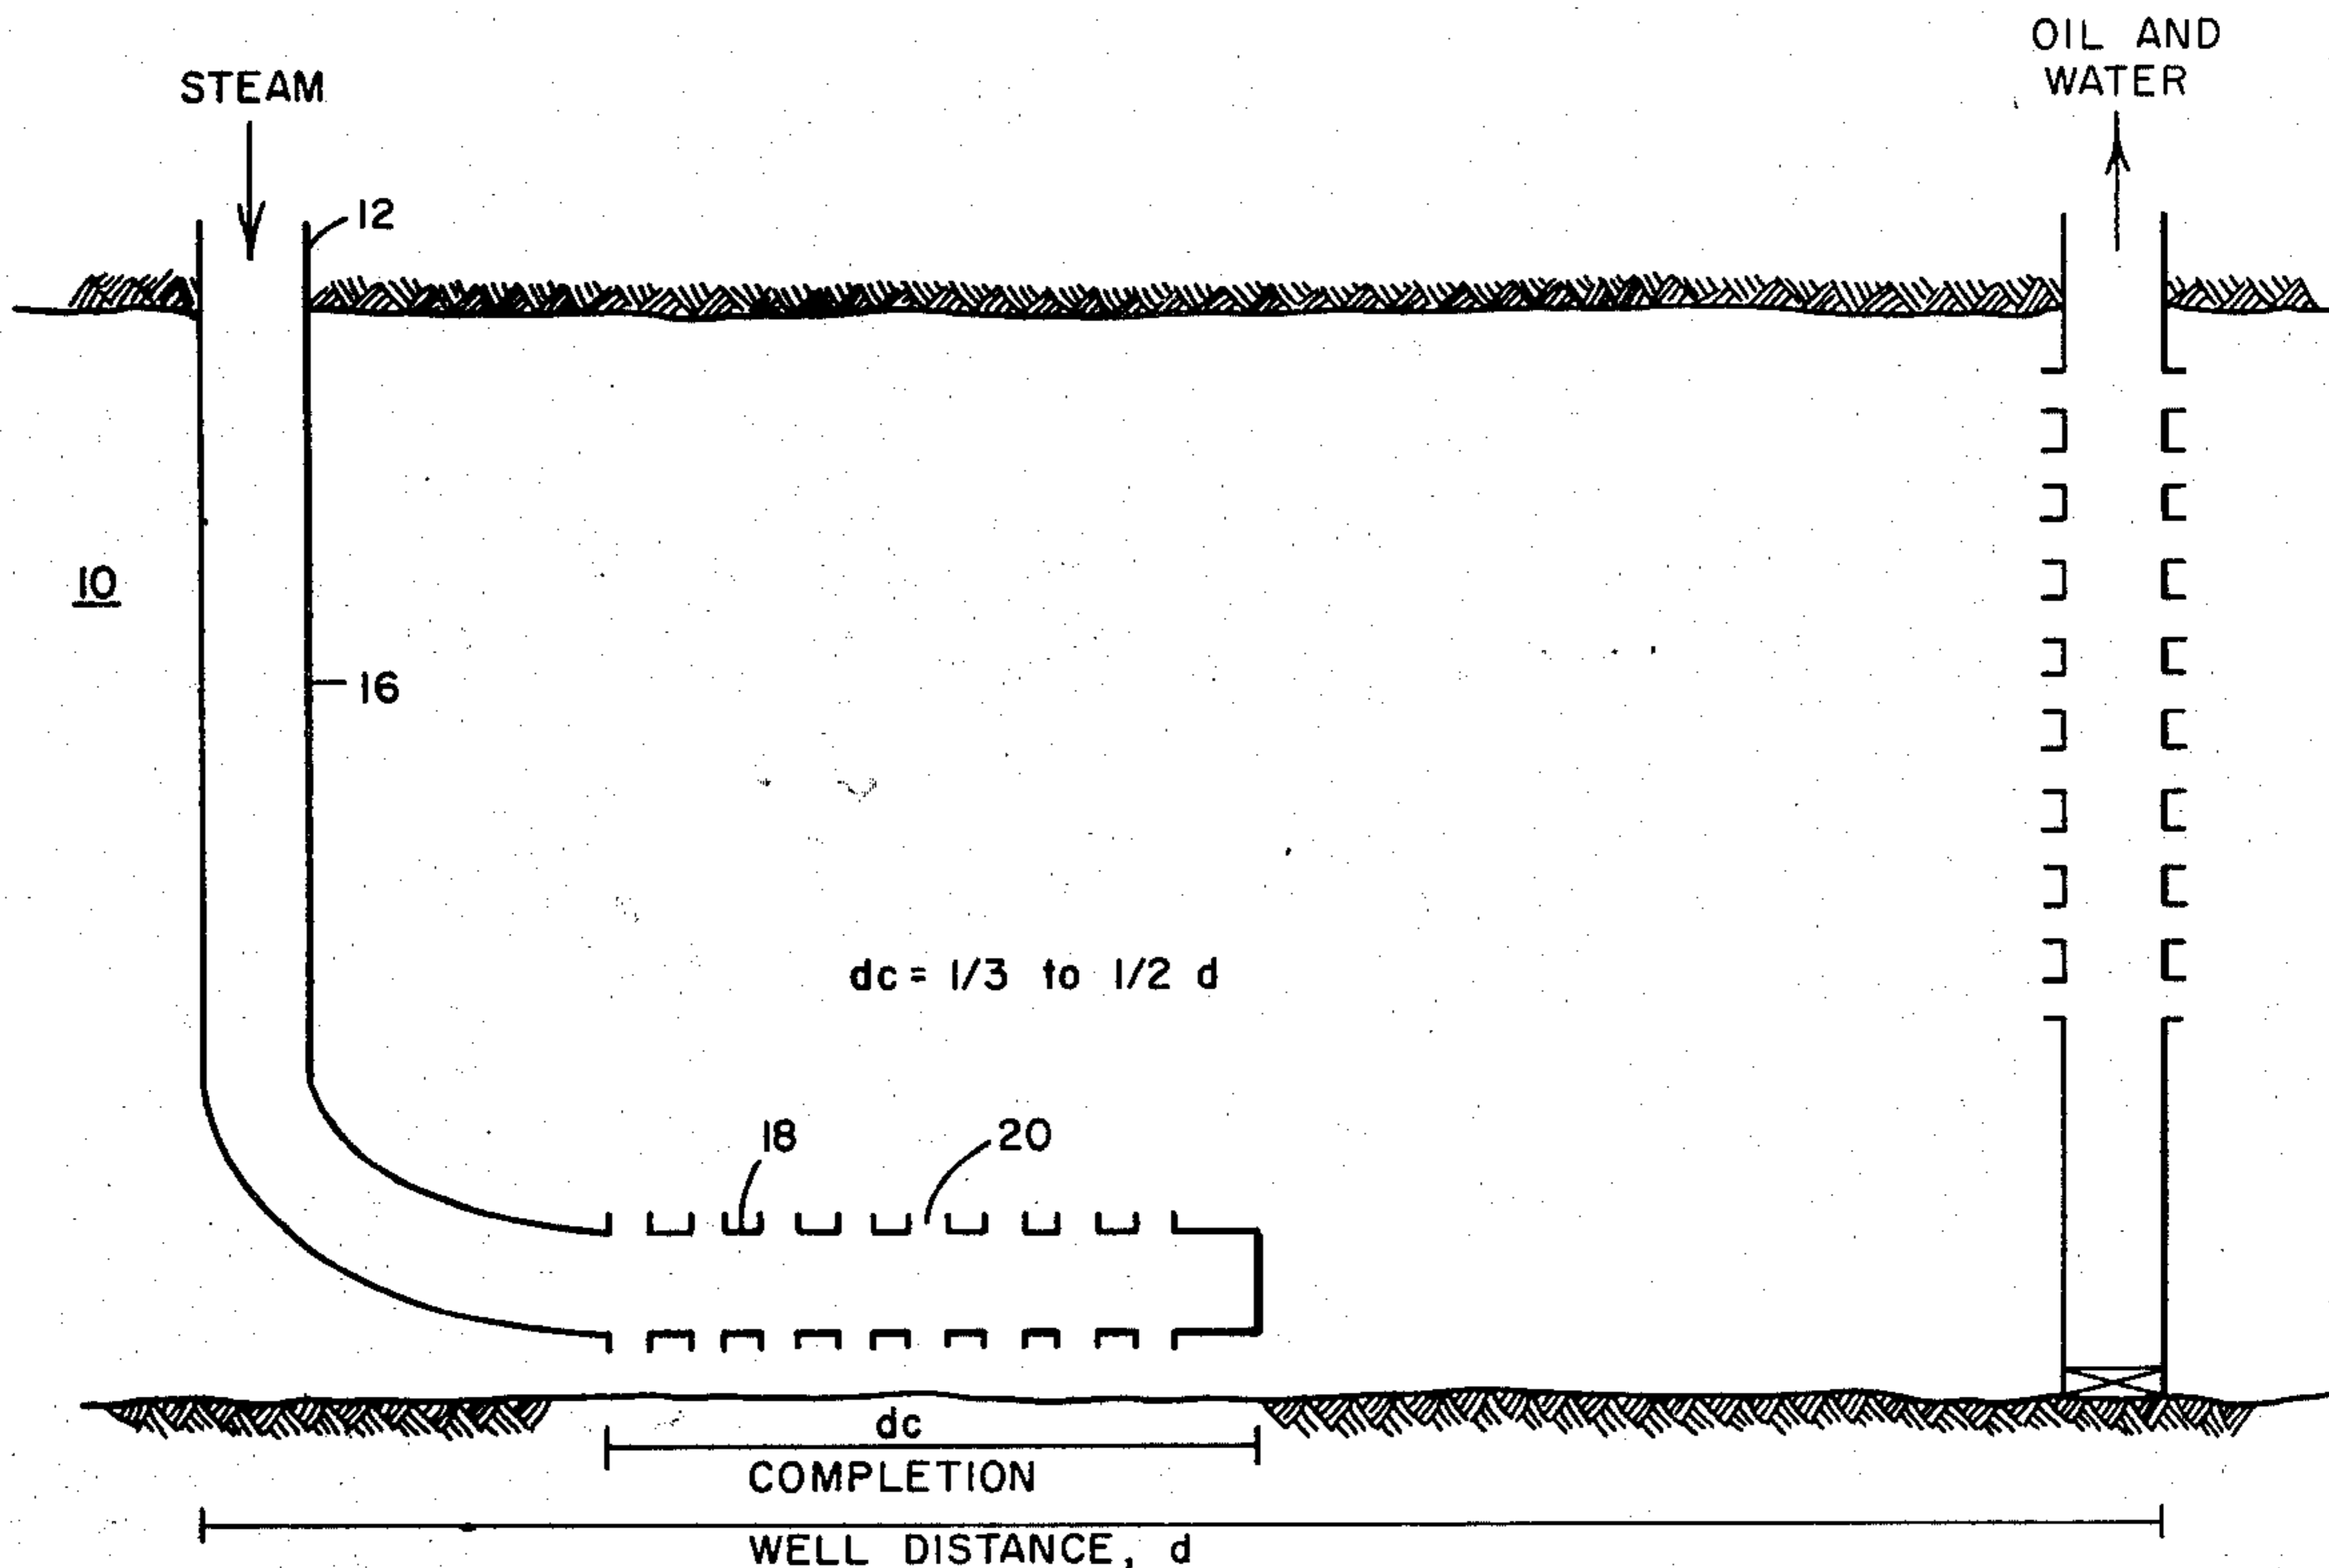 OIL AND
WATER
STEAM
12
10
16
dc = 1/3 to 1/2 d
18
20
dc
COMPLETION
WELL DISTANCE, d